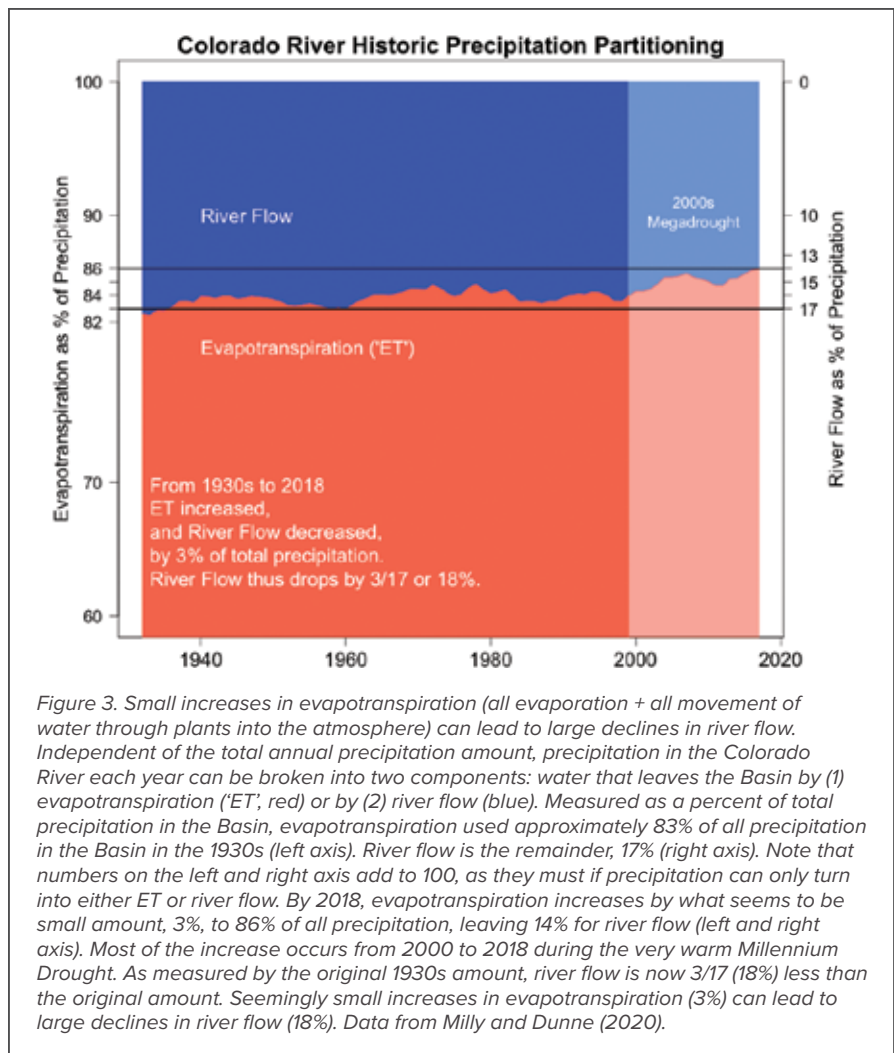 Colorado River Historic Precipitation Partitioning
Evapotranspiration as % of Precipitation
100
90
86
84
82
70
60
River Flow
2000s
Megadrought
Evapotranspiration ('ET')
From 1930s to 2018
ET increased,
and River Flow decreased,
by 3% of total precipitation.
River Flow thus drops by 3/17 or 18%.
0
10
13
15
17
River Flow as % of Precipitation
1940
1960
1980
2000
2020
Figure 3. Small increases in evapotranspiration (all evaporation + all movement of
water through plants into the atmosphere) can lead to large declines in river flow.
Independent of the total annual precipitation amount, precipitation in the Colorado
River each year can be broken into two components: water that leaves the Basin by (1)
evapotranspiration ('ET', red) or by (2) river flow (blue). Measured as a percent of total
precipitation in the Basin, evapotranspiration used approximately 83% of all precipitation
in the Basin in the 1930s (left axis). River flow is the remainder, 17% (right axis). Note that
numbers on the left and right axis add to 100, as they must if precipitation can only turn
into either ET or river flow. By 2018, evapotranspiration increases by what seems to be
small amount, 3%, to 86% of all precipitation, leaving 14% for river flow (left and right
axis). Most of the increase occurs from 2000 to 2018 during the very warm Millennium
Drought. As measured by the original 1930s amount, river flow is now 3/17 (18%) less than
the original amount. Seemingly small increases in evapotranspiration (3%) can lead to
large declines in river flow (18%). Data from Milly and Dunne (2020).